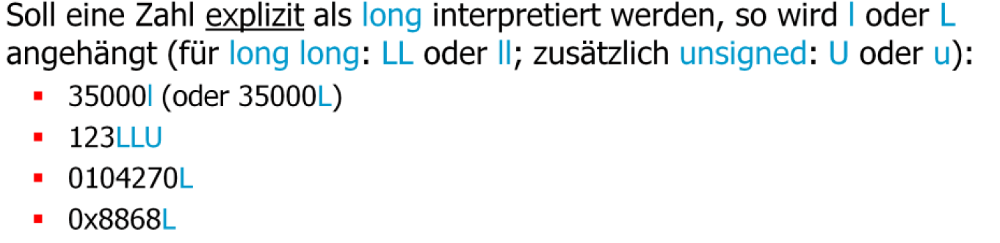 Soll eine Zahl explizit als long interpretiert werden, so wird l oder L
angehängt (für long long: LL oder ll; zusätzlich unsigned: U oder u):
▪ 35000l (oder 35000L)
▪ 123LLU
▪ 0104270L
▪ 0x8868L